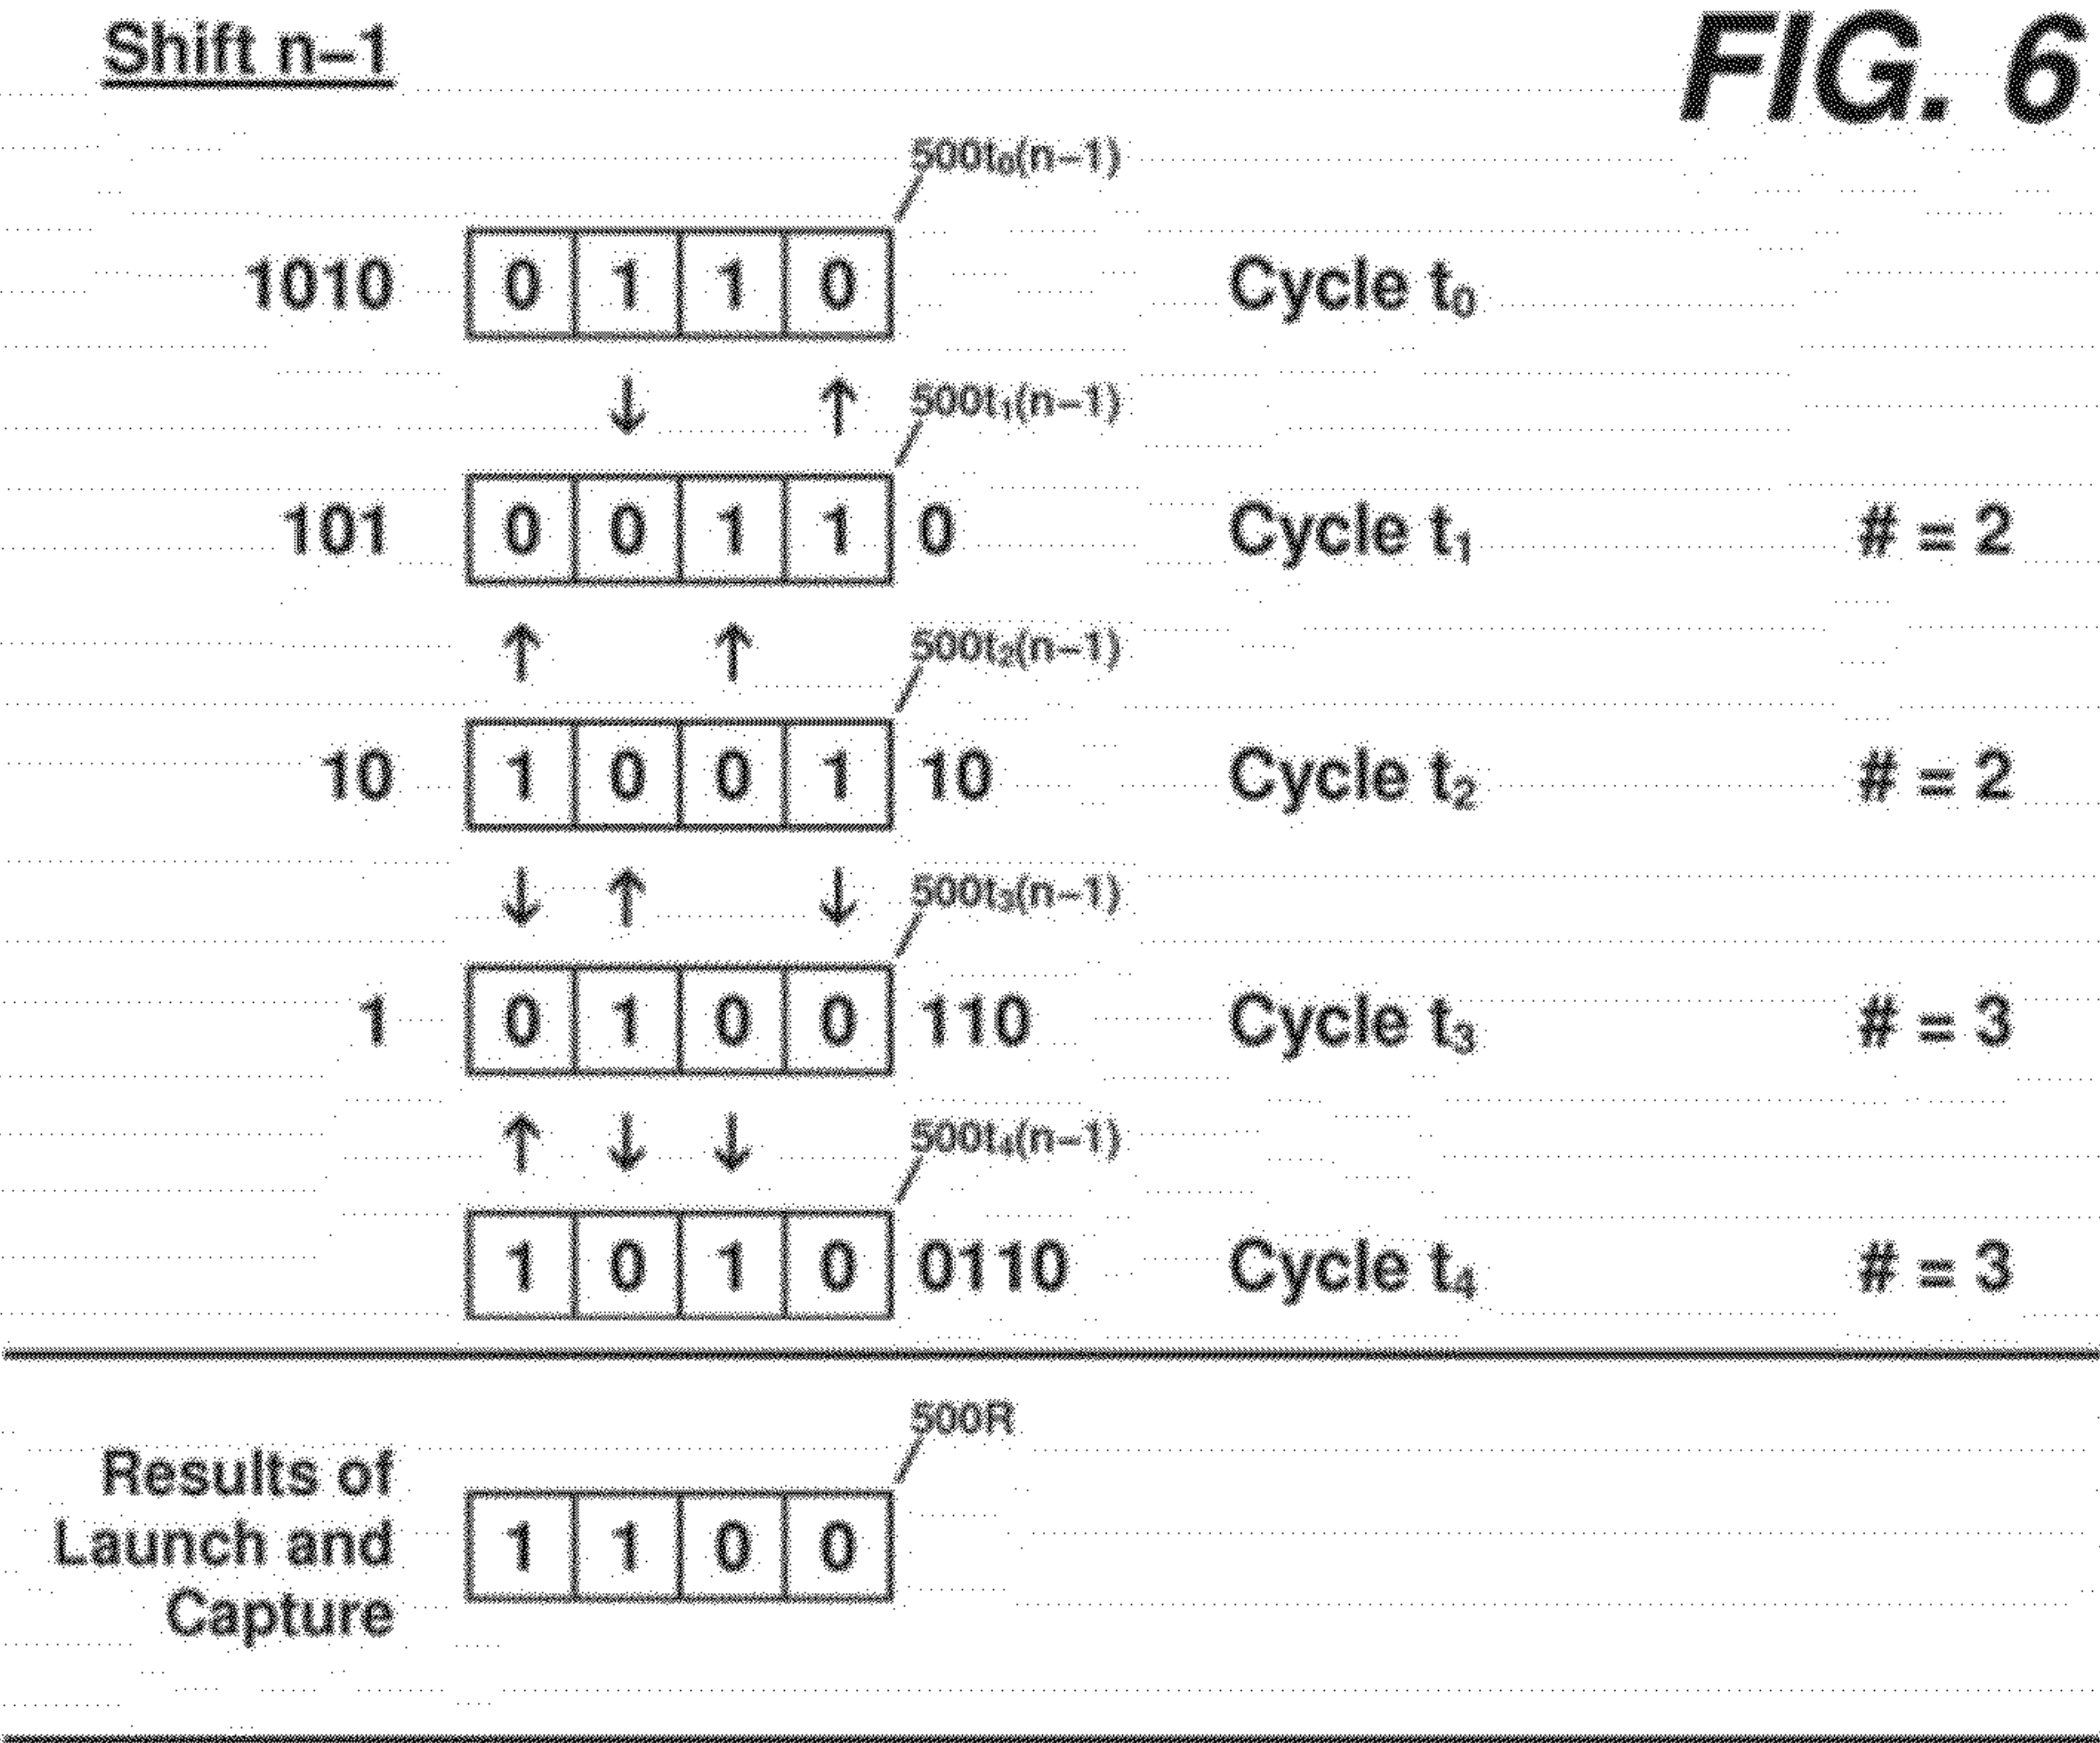 Shift n–1
FIG. 6
500t₀(n–1)
1010 0 1 1 0 Cycle t₀
↓ ↑ 500t₁(n–1)
101 0 0 1 1 0 Cycle t₁ # = 2
↑ ↑ 500t₂(n–1)
10 1 0 0 1 10 Cycle t₂ # = 2
↓ ↑ ↓ 500t₃(n–1)
1 0 1 0 0 110 Cycle t₃ # = 3
↑ ↓ ↓ 500t₄(n–1)
1 0 1 0 0110 Cycle t₄ # = 3
500R
Results of
Launch and
Capture
1 1 0 0